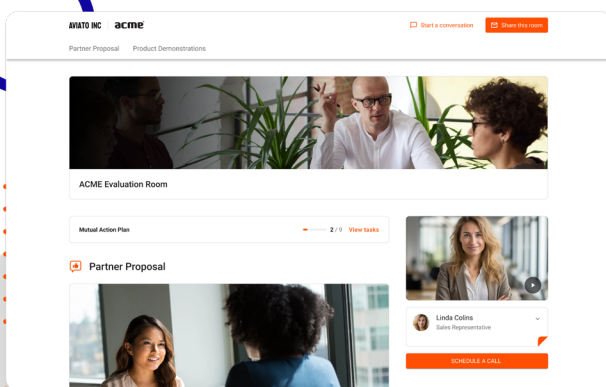 AVIATO INC acme
Start a conversation
Share this room
Partner Proposal Product Demonstrations
ACME Evaluation Room
Mutual Action Plan 2 / 9 View tasks
Partner Proposal
Linda Colins
Sales Representative
SCHEDULE A CALL